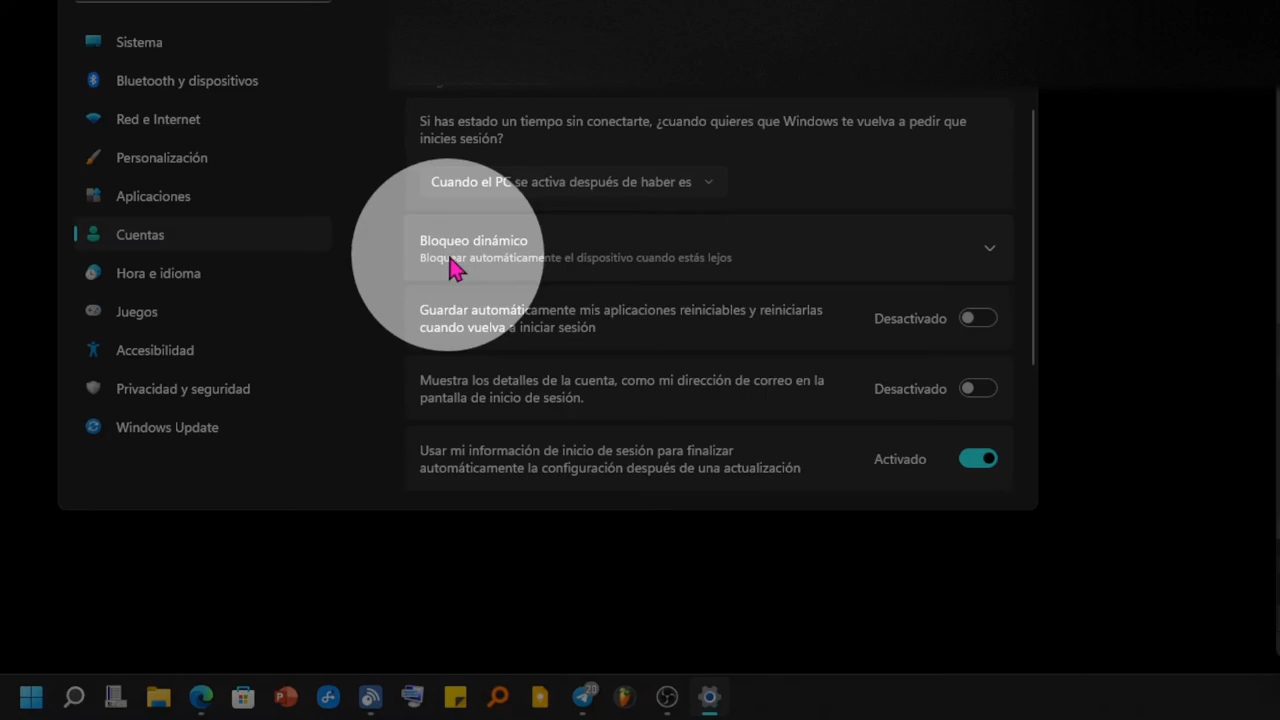 Sistema
Bluetooth y dispositivos
Red e Internet
Personalización
Aplicaciones
Cuentas
Hora e idioma
Juegos
Accesibilidad
Privacidad y seguridad
Windows Update
Si has estado un tiempo sin conectarte, ¿cuándo quieres que Windows te vuelva a pedir que
inicies sesión?
Cuando el PC se activa después de haber es
Bloqueo dinámico
Bloquear automáticamente el dispositivo cuando estás lejos
Guardar automáticamente mis aplicaciones reiniciables y reiniciarlas
cuando vuelva a iniciar sesión
Desactivado
Muestra los detalles de la cuenta, como mi dirección de correo en la
pantalla de inicio de sesión.
Desactivado
Usar mi información de inicio de sesión para finalizar
automáticamente la configuración después de una actualización
Activado
20